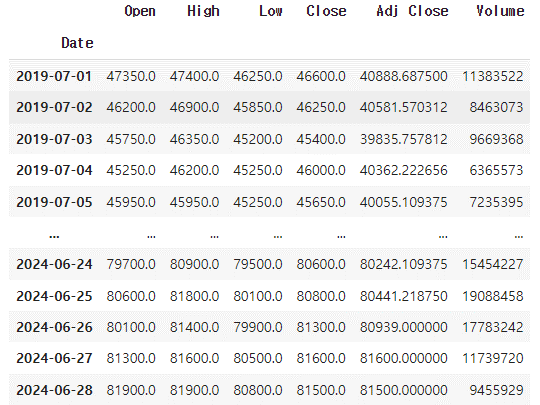 Open High Low Close Adj Close Volume
Date
2019-07-01 47350.0 47400.0 46250.0 46600.0 40888.687500 11383522
2019-07-02 46200.0 46900.0 45850.0 46250.0 40581.570312 8463073
2019-07-03 45750.0 46350.0 45200.0 45400.0 39835.757812 9669368
2019-07-04 45250.0 46200.0 45250.0 46000.0 40362.222656 6365573
2019-07-05 45950.0 45950.0 45250.0 45650.0 40055.109375 7235395
... ... ... ... ... ... ...
2024-06-24 79700.0 80900.0 79500.0 80600.0 80242.109375 15454227
2024-06-25 80600.0 81800.0 80100.0 80800.0 80441.218750 19088458
2024-06-26 80100.0 81400.0 79900.0 81300.0 80939.000000 17783242
2024-06-27 81300.0 81600.0 80500.0 81600.0 81600.000000 11739720
2024-06-28 81900.0 81900.0 80800.0 81500.0 81500.000000 9455929